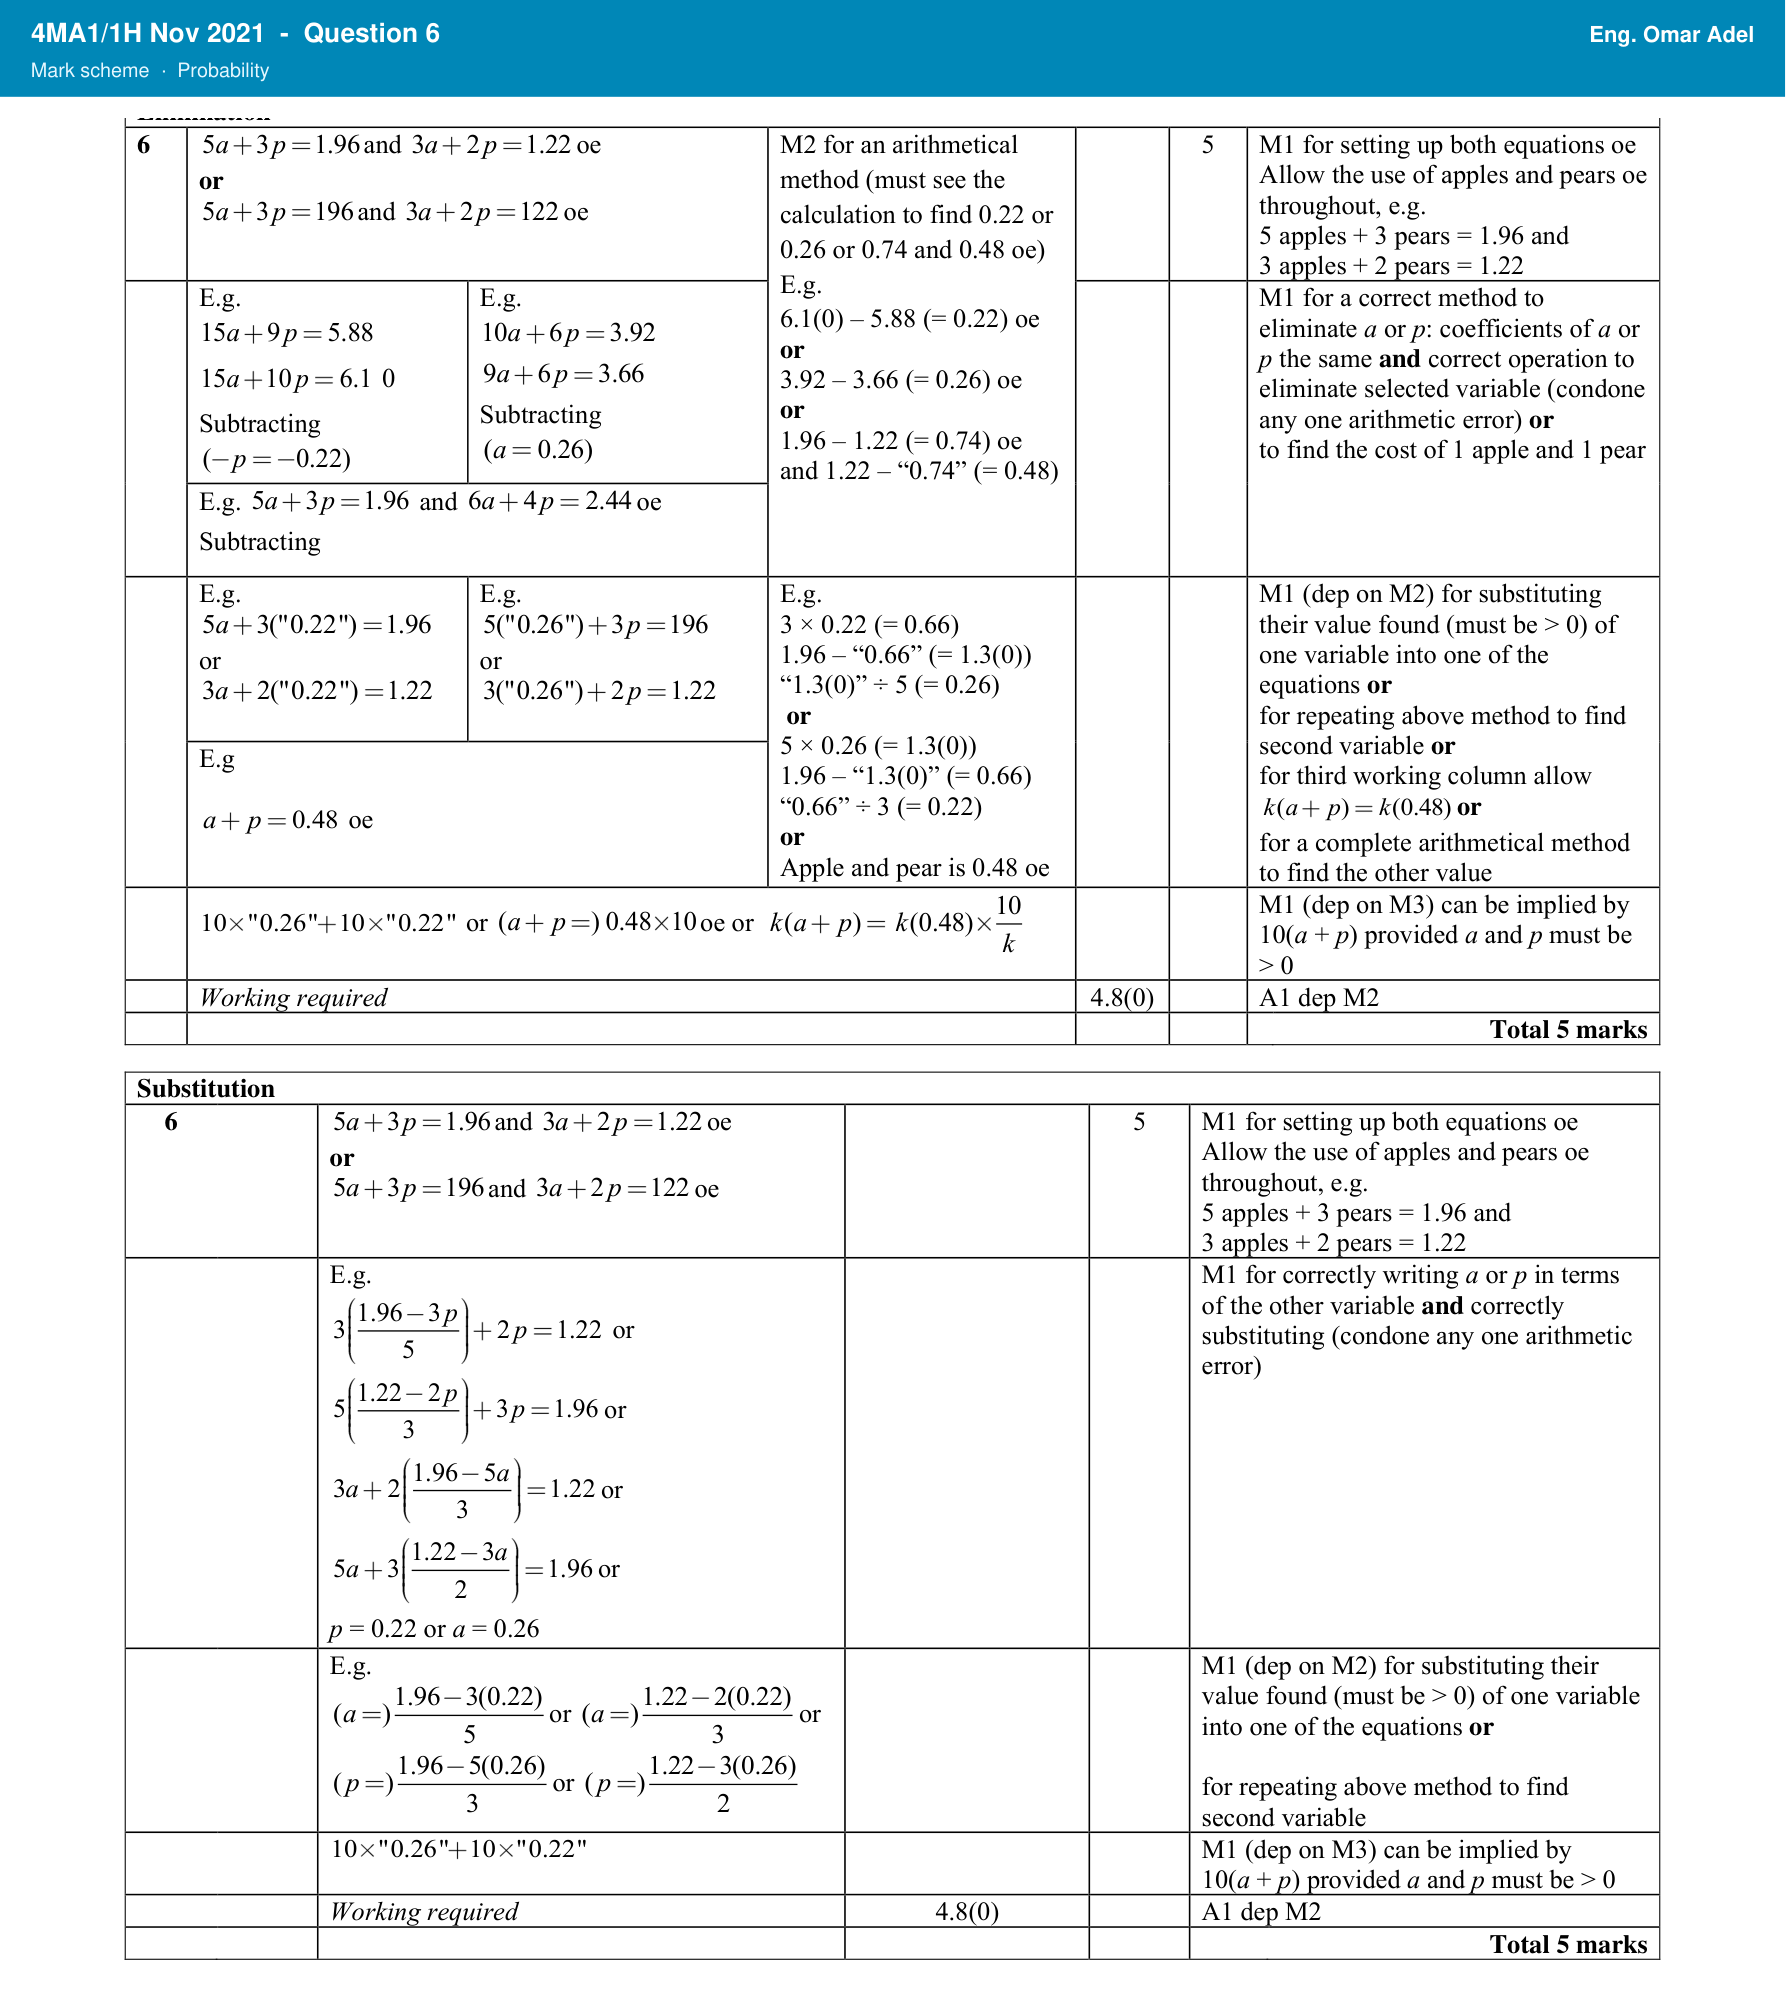 4MA1/1H Nov 2021 - Question 6
Eng. Omar Adel
Mark scheme · Probability
6
5a + 3p = 1.96 and 3a + 2p = 1.22 oe
or
5a + 3p = 196 and 3a + 2p = 122 oe
M2 for an arithmetical
method (must see the
calculation to find 0.22 or
0.26 or 0.74 and 0.48 oe)
E.g.
6.1(0) – 5.88 (= 0.22) oe
or
3.92 – 3.66 (= 0.26) oe
or
1.96 – 1.22 (= 0.74) oe
and 1.22 – “0.74” (= 0.48)
5
M1 for setting up both equations oe
Allow the use of apples and pears oe
throughout, e.g.
5 apples + 3 pears = 1.96 and
3 apples + 2 pears = 1.22
E.g.
15a + 9p = 5.88
15a + 10p = 6.1 0
Subtracting
(−p = −0.22)
E.g.
10a + 6p = 3.92
9a + 6p = 3.66
Subtracting
(a = 0.26)
M1 for a correct method to
eliminate a or p: coefficients of a or
p the same and correct operation to
eliminate selected variable (condone
any one arithmetic error) or
to find the cost of 1 apple and 1 pear
E.g. 5a + 3p = 1.96 and 6a + 4p = 2.44 oe
Subtracting
E.g.
5a + 3("0.22") = 1.96
or
3a + 2("0.22") = 1.22
E.g.
5("0.26") + 3p = 196
or
3("0.26") + 2p = 1.22
E.g.
3 × 0.22 (= 0.66)
1.96 – “0.66” (= 1.3(0))
“1.3(0)” ÷ 5 (= 0.26)
or
5 × 0.26 (= 1.3(0))
1.96 – “1.3(0)” (= 0.66)
“0.66” ÷ 3 (= 0.22)
or
Apple and pear is 0.48 oe
M1 (dep on M2) for substituting
their value found (must be > 0) of
one variable into one of the
equations or
for repeating above method to find
second variable or
for third working column allow
k(a + p) = k(0.48) or
for a complete arithmetical method
to find the other value
E.g
a + p = 0.48 oe
10×"0.26"+10×"0.22" or (a + p =) 0.48×10 oe or k(a + p) = k(0.48)× 10/k
M1 (dep on M3) can be implied by
10(a + p) provided a and p must be
> 0
Working required
4.8(0)
A1 dep M2
Total 5 marks
Substitution
6
5a + 3p = 1.96 and 3a + 2p = 1.22 oe
or
5a + 3p = 196 and 3a + 2p = 122 oe
5
M1 for setting up both equations oe
Allow the use of apples and pears oe
throughout, e.g.
5 apples + 3 pears = 1.96 and
3 apples + 2 pears = 1.22
E.g.
3((1.96 − 3p)/5) + 2p = 1.22 or
5((1.22 − 2p)/3) + 3p = 1.96 or
3a + 2((1.96 − 5a)/3) = 1.22 or
5a + 3((1.22 − 3a)/2) = 1.96 or
p = 0.22 or a = 0.26
M1 for correctly writing a or p in terms
of the other variable and correctly
substituting (condone any one arithmetic
error)
E.g.
(a =) (1.96 − 3(0.22))/5 or (a =) (1.22 − 2(0.22))/3 or
(p =) (1.96 − 5(0.26))/3 or (p =) (1.22 − 3(0.26))/2
M1 (dep on M2) for substituting their
value found (must be > 0) of one variable
into one of the equations or
for repeating above method to find
second variable
10×"0.26"+10×"0.22"
M1 (dep on M3) can be implied by
10(a + p) provided a and p must be > 0
Working required
4.8(0)
A1 dep M2
Total 5 marks